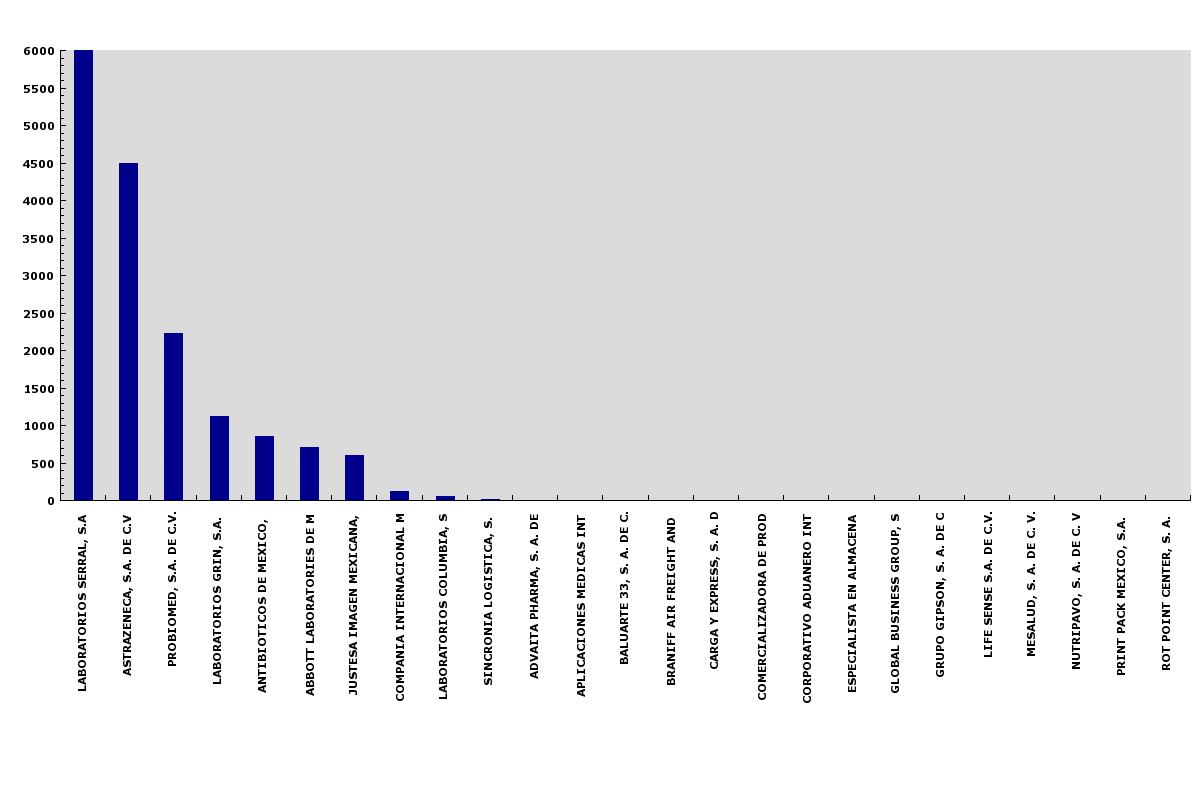 6000
5500
5000
4500
4000
3500
3000
2500
2000
1500
1000
500
0
LABORATORIOS SERRAL, S.A
ASTRAZENECA, S.A. DE C.V
PROBIOMED, S.A. DE C.V.
LABORATORIOS GRIN, S.A.
ANTIBIOTICOS DE MEXICO,
ABBOTT LABORATORIES DE M
JUSTESA IMAGEN MEXICANA,
COMPANIA INTERNACIONAL M
LABORATORIOS COLUMBIA, S
SINCRONIA LOGISTICA, S.
ADVAITA PHARMA, S. A. DE
APLICACIONES MEDICAS INT
BALUARTE 33, S. A. DE C.
BRANIFF AIR FREIGHT AND
CARGA Y EXPRESS, S. A. D
COMERCIALIZADORA DE PROD
CORPORATIVO ADUANERO INT
ESPECIALISTA EN ALMACENA
GLOBAL BUSINESS GROUP, S
GRUPO GIPSON, S. A. DE C
LIFE SENSE S.A. DE C.V.
MESALUD, S. A. DE C. V.
NUTRIPAVO, S. A. DE C. V
PRINT PACK MEXICO, S.A.
ROT POINT CENTER, S. A.